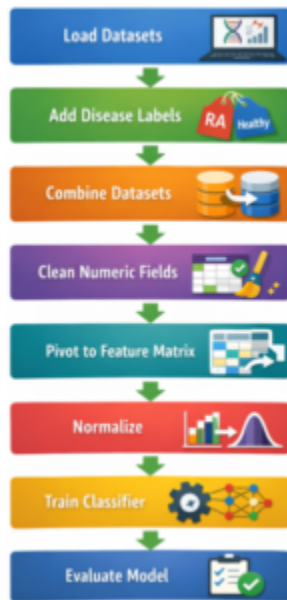 Load Datasets
Add Disease Labels
RA
Healthy
Combine Datasets
Clean Numeric Fields
Pivot to Feature Matrix
Normalize
Train Classifier
Evaluate Model